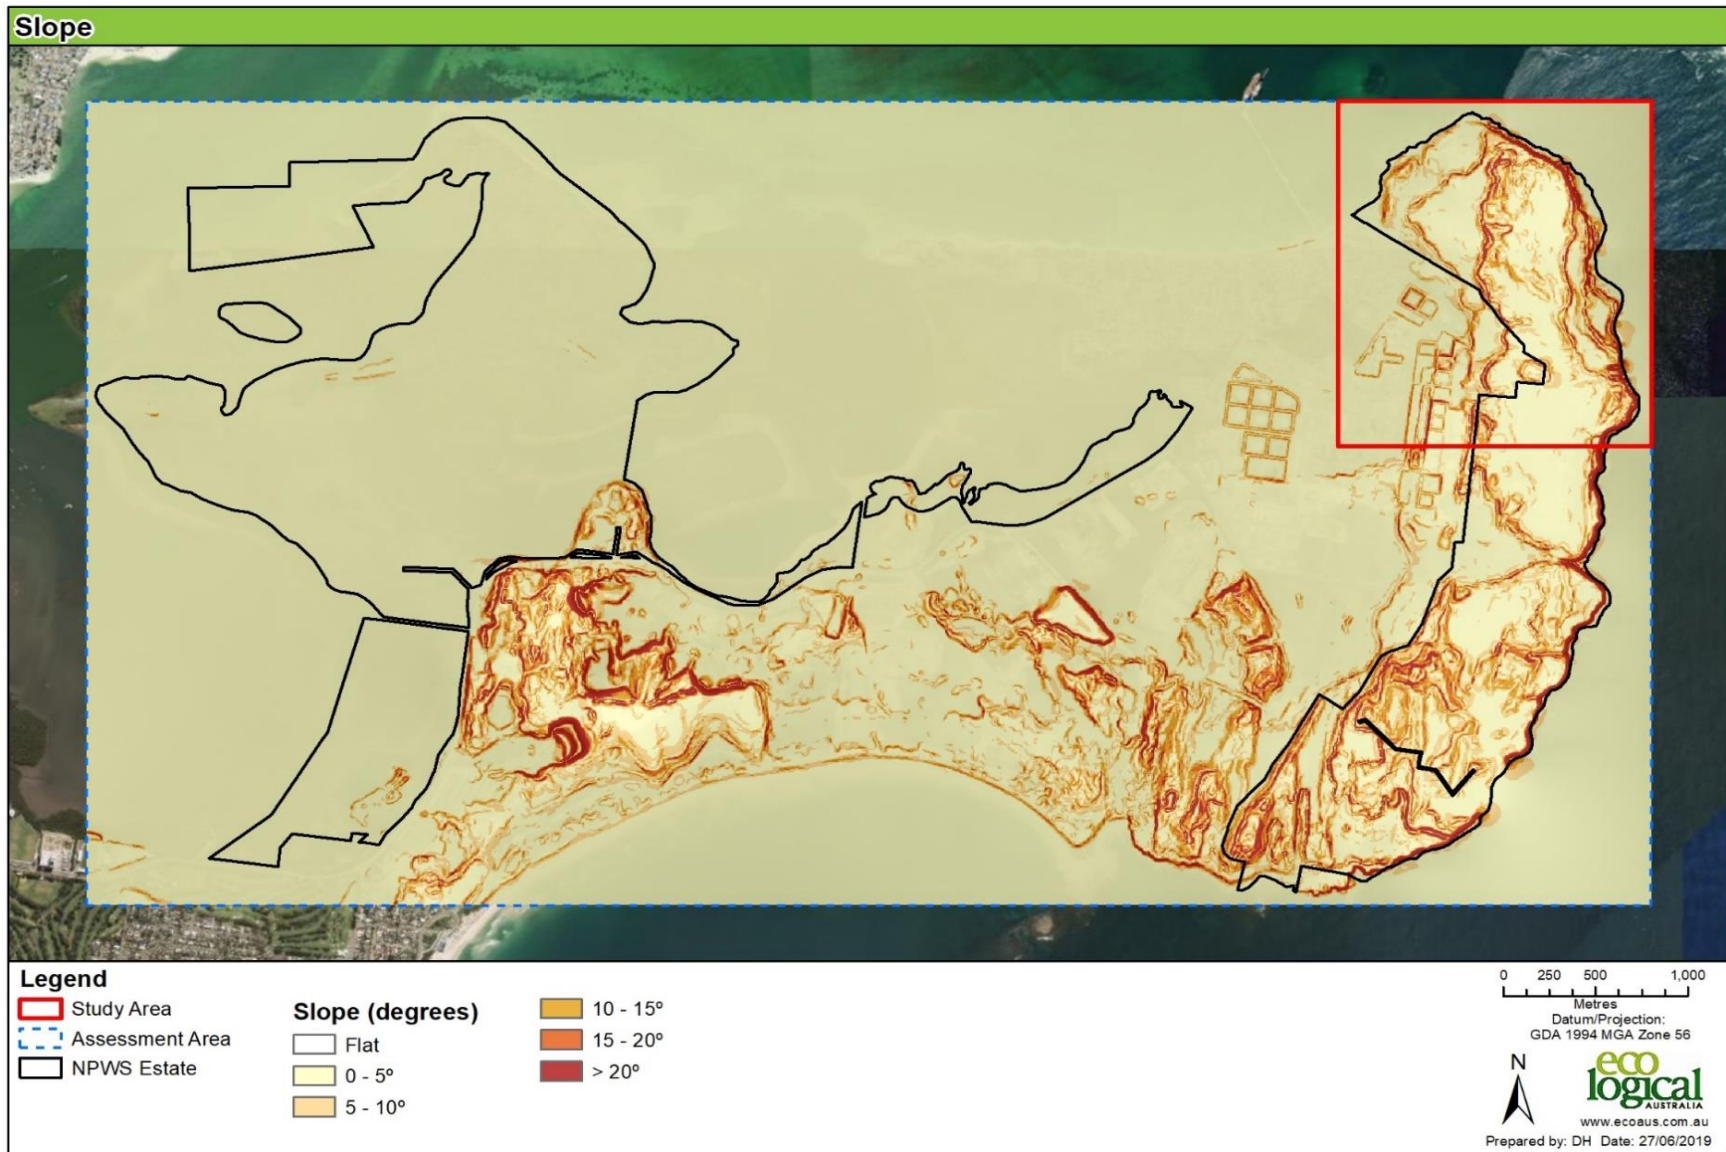 Slope
Legend
Study Area
Assessment Area
NPWS Estate
Slope (degrees)
Flat
0 - 5º
5 - 10º
10 - 15º
15 - 20º
> 20º
0 250 500 1,000
Metres
Datum/Projection:
GDA 1994 MGA Zone 56
N
eco
logical
AUSTRALIA
www.ecoaus.com.au
Prepared by: DH Date: 27/06/2019